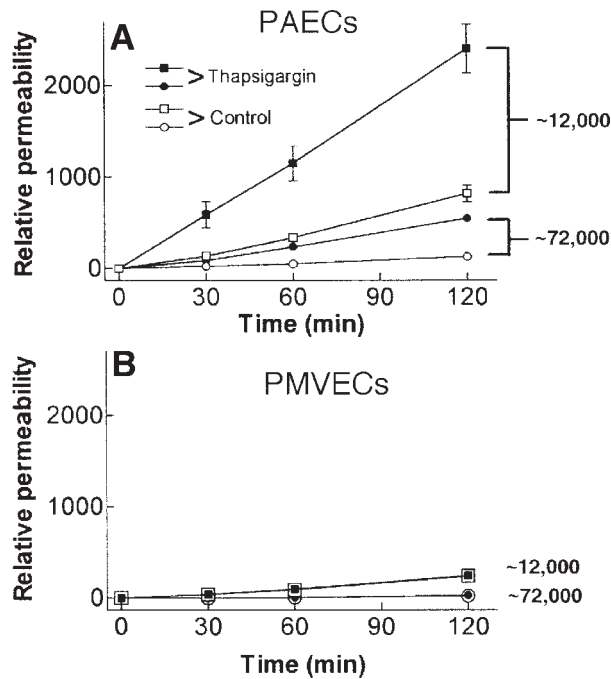 A
PAECs
Relative permeability
2000
1000
0
> Thapsigargin
> Control
~12,000
~72,000
0 30 60 90 120
Time (min)
B
PMVECs
Relative permeability
2000
1000
0
~12,000
~72,000
0 30 60 90 120
Time (min)